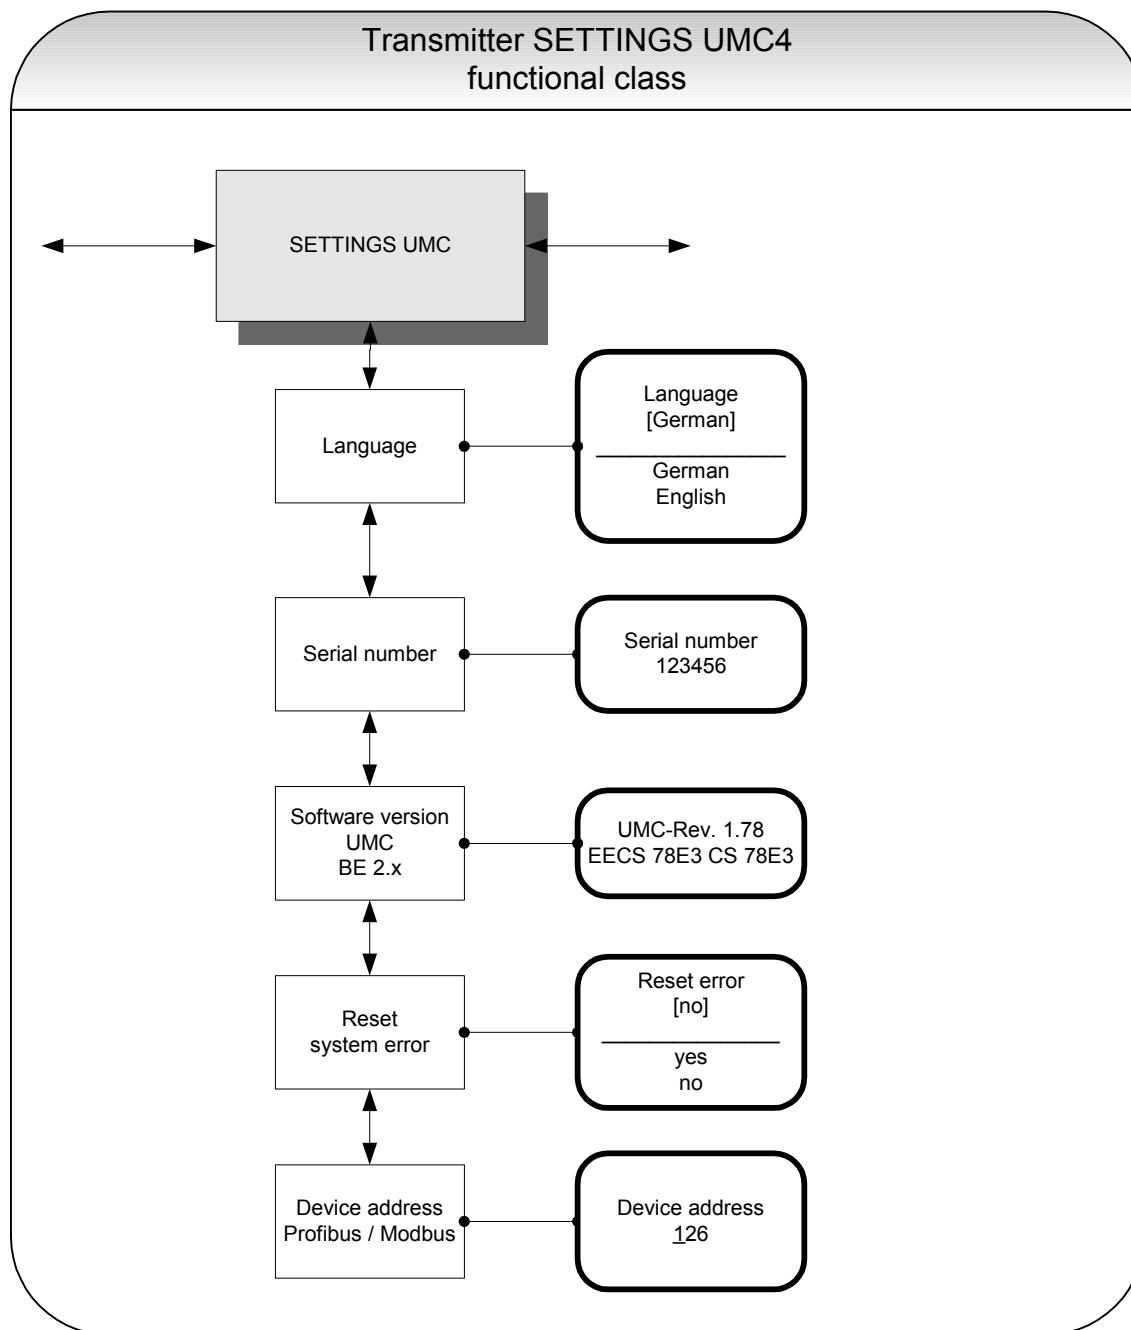 Transmitter SETTINGS UMC4
functional class
SETTINGS UMC
Language
Language
[German]
German
English
Serial number
Serial number
123456
Software version
UMC
BE 2.x
UMC-Rev. 1.78
EECS 78E3 CS 78E3
Reset
system error
Reset error
[no]
yes
no
Device address
Profibus / Modbus
Device address
126